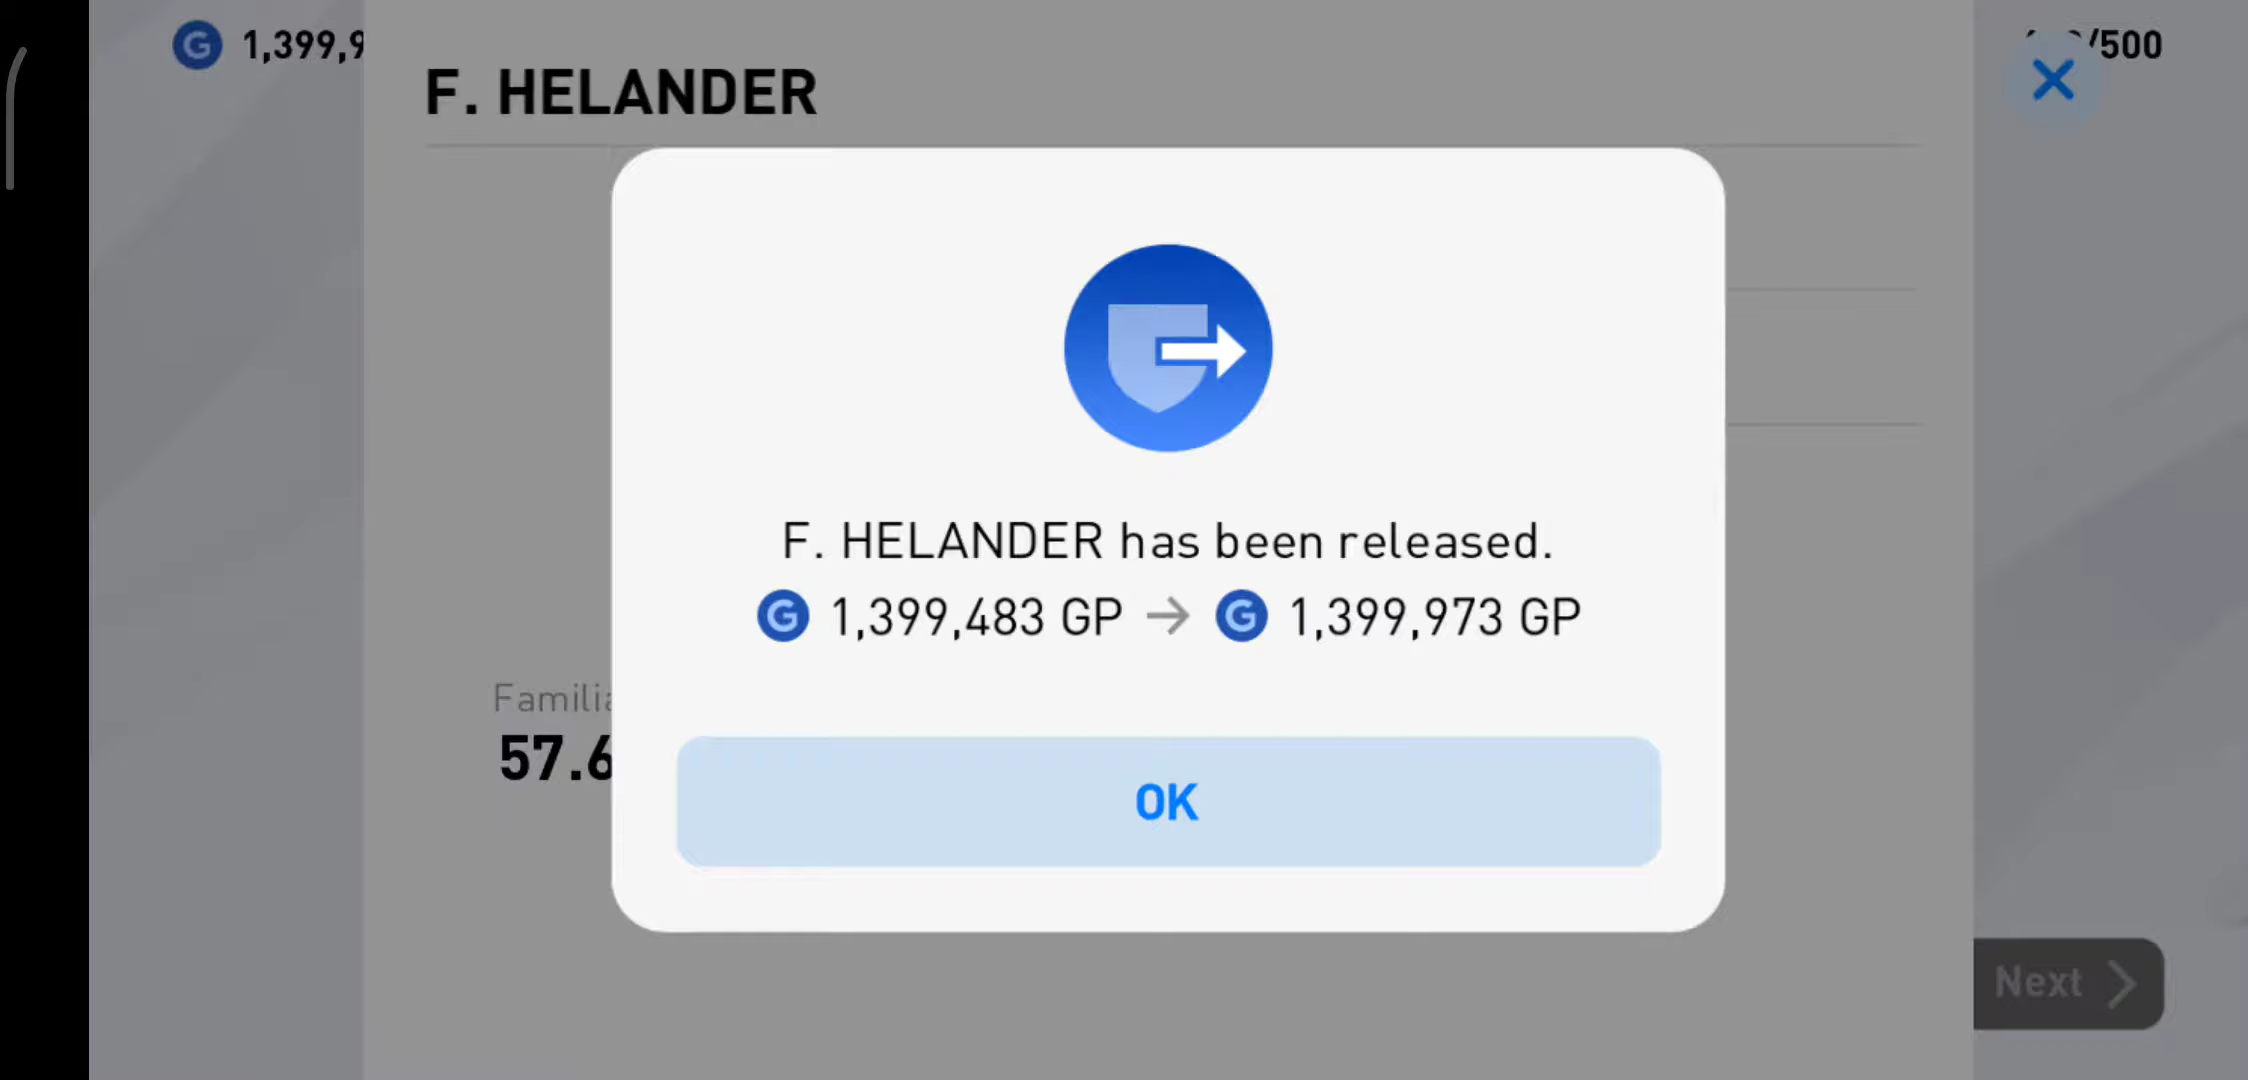 1,399,9
/500
F. HELANDER
F. HELANDER has been released.
G 1,399,483 GP → G 1,399,973 GP
57.6
OK
Next